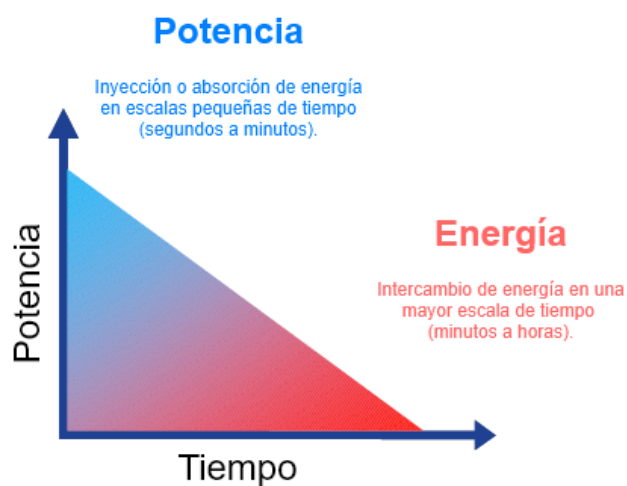 Potencia
Inyección o absorción de energía
en escalas pequeñas de tiempo
(segundos a minutos).
Potencia
Energía
Intercambio de energía en una
mayor escala de tiempo
(minutos a horas).
Tiempo